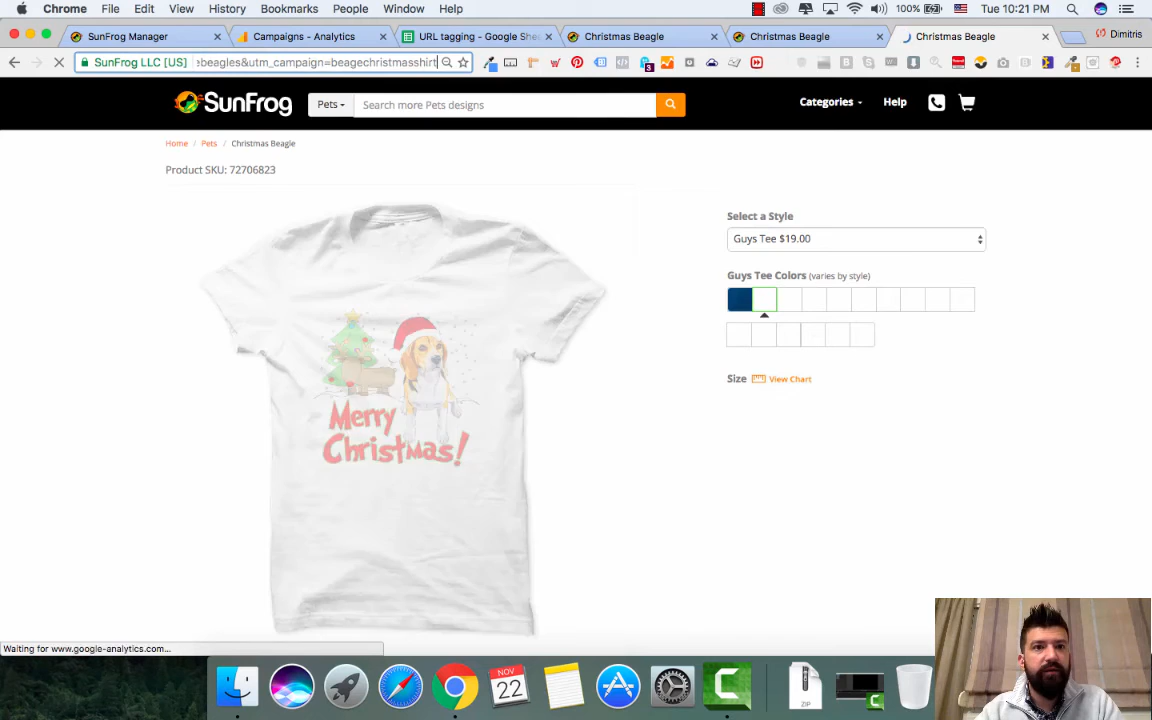 Chrome File Edit View History Bookmarks People Window Help 100% Tue 10:21 PM
SunFrog Manager Campaigns - Analytics URL tagging - Google She Christmas Beagle Christmas Beagle Christmas Beagle Dimitris
SunFrog LLC [US] :beagles&utm_campaign=beagechristmasshirt
3
SunFrog Pets Search more Pets designs Categories Help
Home / Pets / Christmas Beagle
Product SKU: 72706823
Select a Style
Guys Tee $19.00
Guys Tee Colors (varies by style)
Size View Chart
Merry
Christmas!
Waiting for www.google-analytics.com...
NOV
22
ZIP